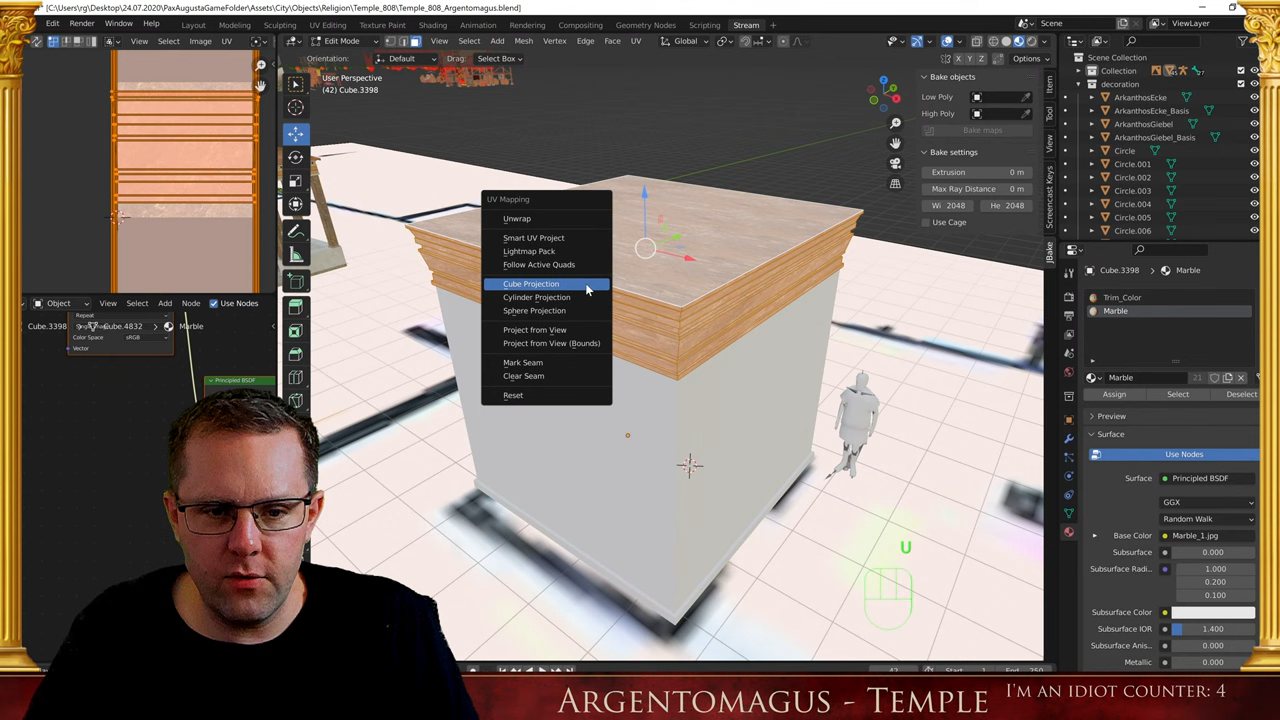 [C:\Users\rg\Desktop\24.07.2020\PaxAugustaGameFolder\Assets\City\Objects\Religion\Temple_808\Temple_808_Argentomagus.blend]
Edit Render Window Help Layout Modeling Sculpting UV Editing Texture Paint Shading Animation Rendering Compositing Geometry Nodes Scripting Stream Scene ViewLayer
View Select Image UV Edit Mode View Select Add Mesh Vertex Edge Face UV Global
Orientation: Default Drag: Select Box X Y Z Options
User Perspective
(42) Cube.3398
Bake objects
Low Poly
High Poly
Bake maps
Bake settings
Extrusion 0 m
Max Ray Distance 0 m
Wi 2048 He 2048
Use Cage
Item
Tool
View
Screencast Keys
JBake
Scene Collection
Collection
decoration
ArkanthosEcke
ArkanthosEcke_Basis
ArkanthosGiebel
ArkanthosGiebel_Basis
Circle
Circle.001
Circle.002
Circle.003
Circle.004
Circle.005
Circle.006
UV Mapping
Unwrap
Smart UV Project
Lightmap Pack
Follow Active Quads
Cube Projection
Cylinder Projection
Sphere Projection
Project from View
Project from View (Bounds)
Mark Seam
Clear Seam
Reset
Object View Select Add Node Use Nodes
Repeat
Cube.3398 Cube.4832 Marble
Color Space sRGB
Vector
Principled BSDF
Cube.3398 Marble
Trim_Color
Marble
Marble 21
Assign Select Deselect
Preview
Surface
Use Nodes
Surface Principled BSDF
GGX
Random Walk
Base Color Marble_1.jpg
Subsurface 0.000
Subsurface Radi... 1.000
0.200
0.100
Subsurface Color
Subsurface IOR 1.400
Subsurface Anis... 0.000
Metallic 0.000
U
ARGENTOMAGUS - TEMPLE
I'M AN IDIOT COUNTER: 4